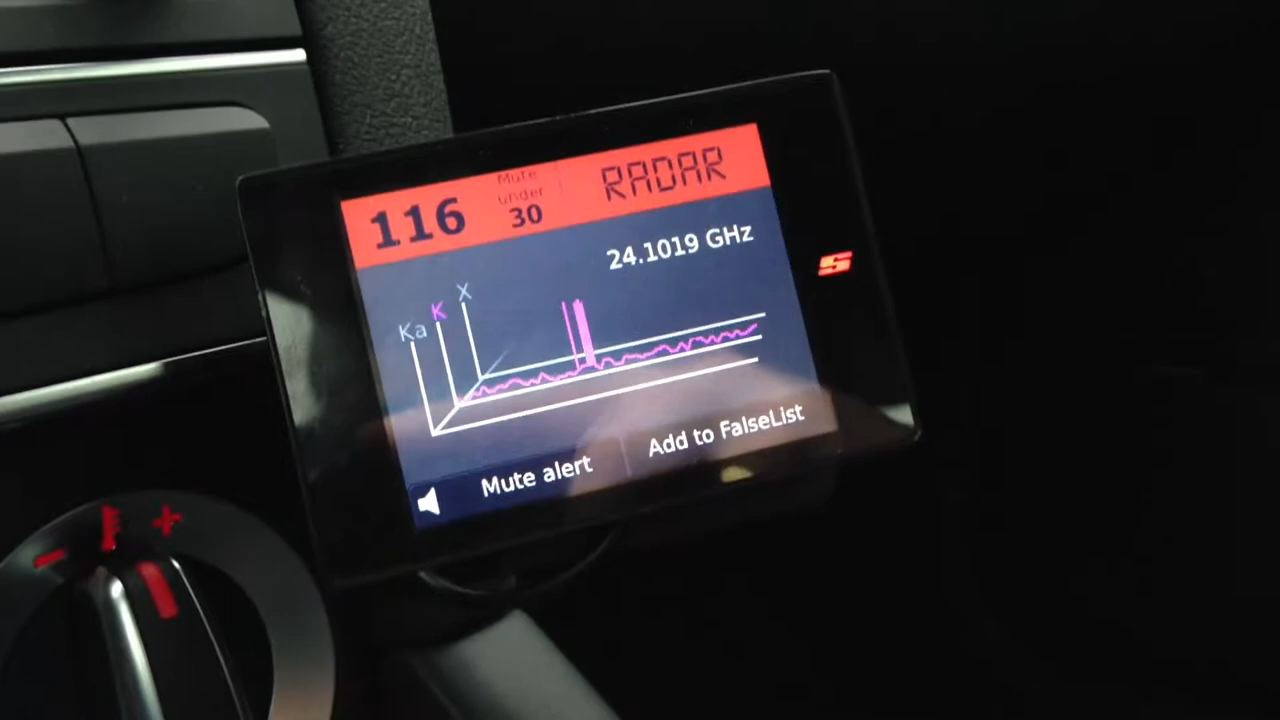 116
Mute
under
30
RADAR
24.1019 GHz
Ka K X
Mute alert
Add to FalseList